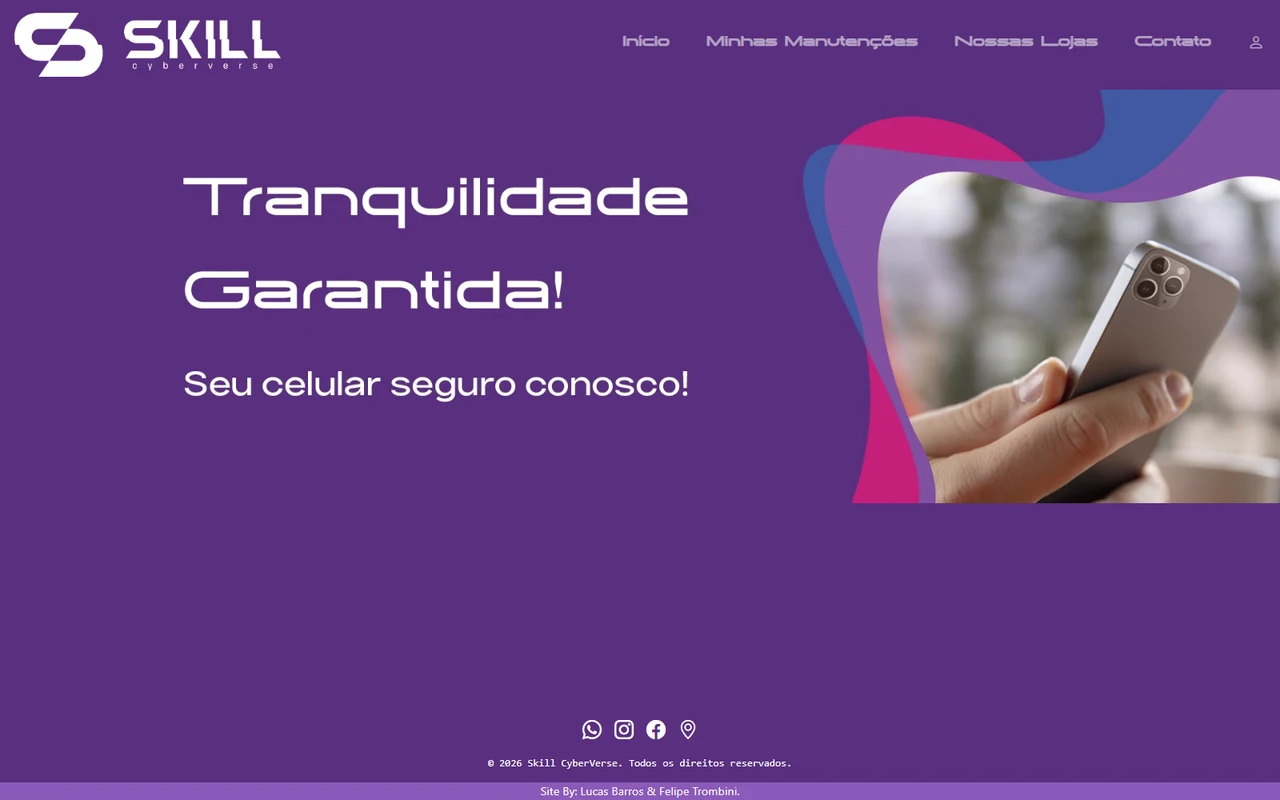 SKILL
cyberverse
Início Minhas Manutenções Nossas Lojas Contato
Tranquilidade
Garantida!
Seu celular seguro conosco!
© 2026 Skill CyberVerse. Todos os direitos reservados.
Site By: Lucas Barros & Felipe Trombini.